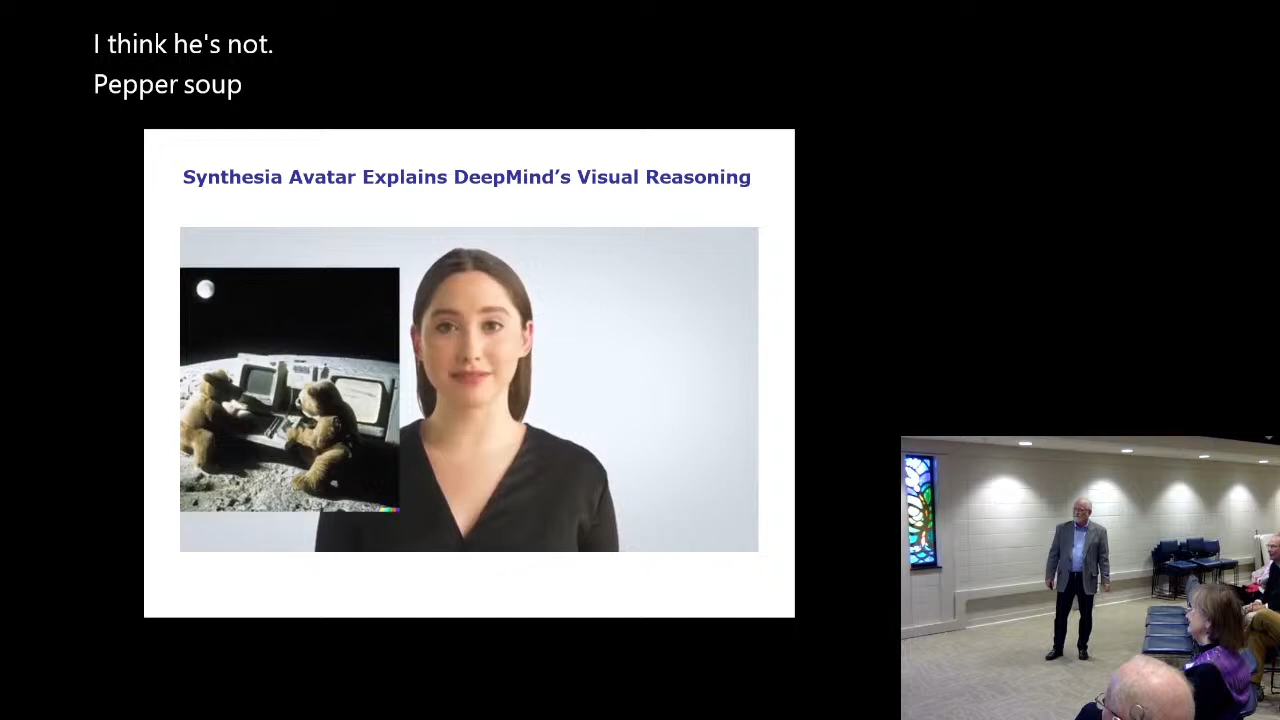 I think he's not.
Pepper soup
Synthesia Avatar Explains DeepMind’s Visual Reasoning